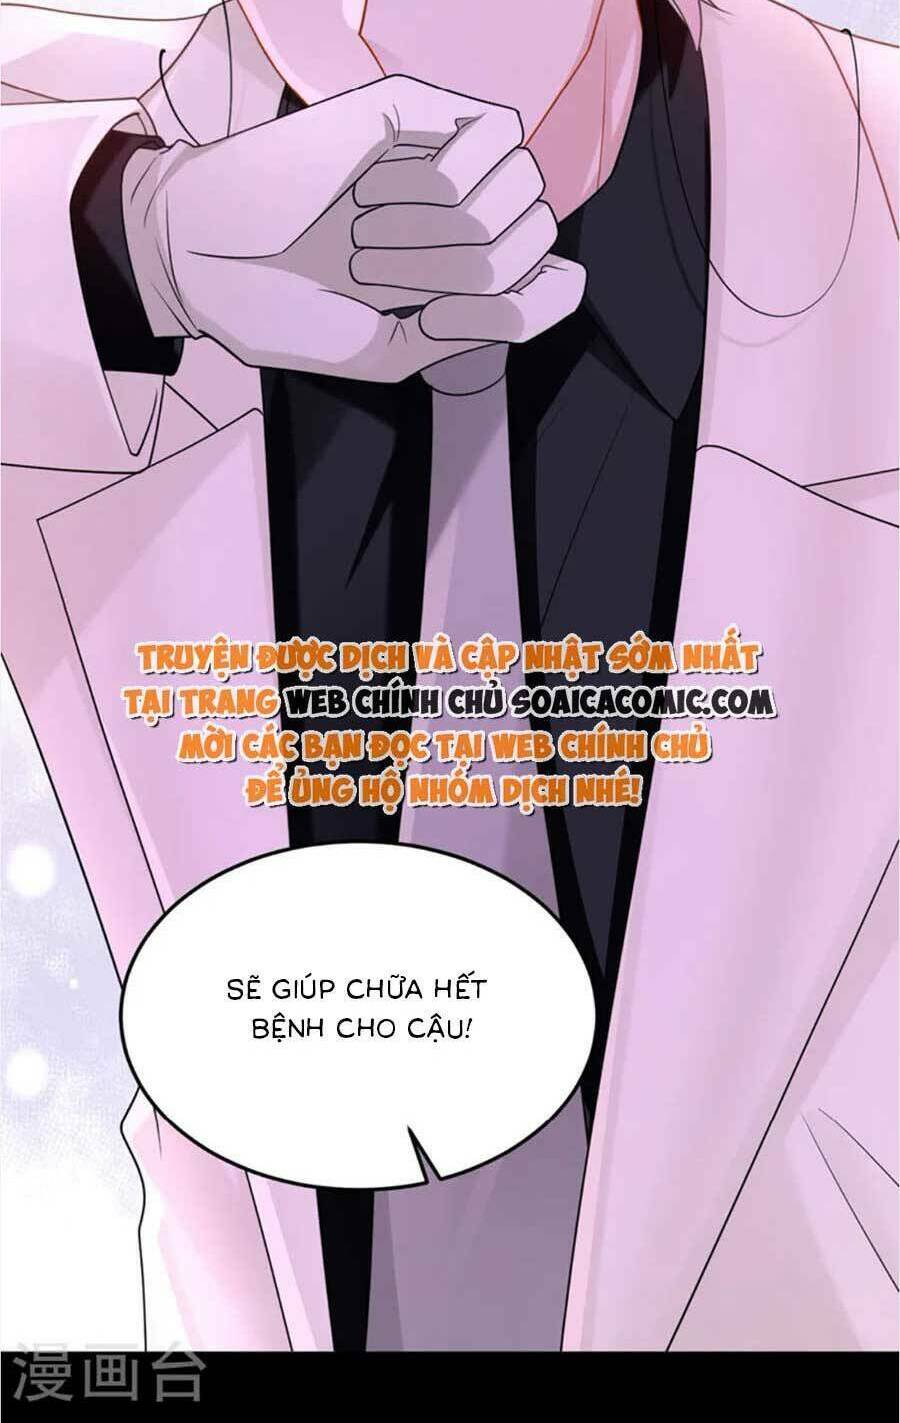 TRUYỆN ĐƯỢC DỊCH VÀ CẬP NHẬT SỚM NHẤT
TẠI TRANG WEB CHÍNH CHỦ SOAICACOMIC.COM
MỜI CÁC BẠN ĐỌC TẠI WEB CHÍNH CHỦ
ĐỂ ỦNG HỘ NHÓM DỊCH NHÉ!
SẼ GIÚP CHỮA HẾT
BỆNH CHO CẬU!
漫画台